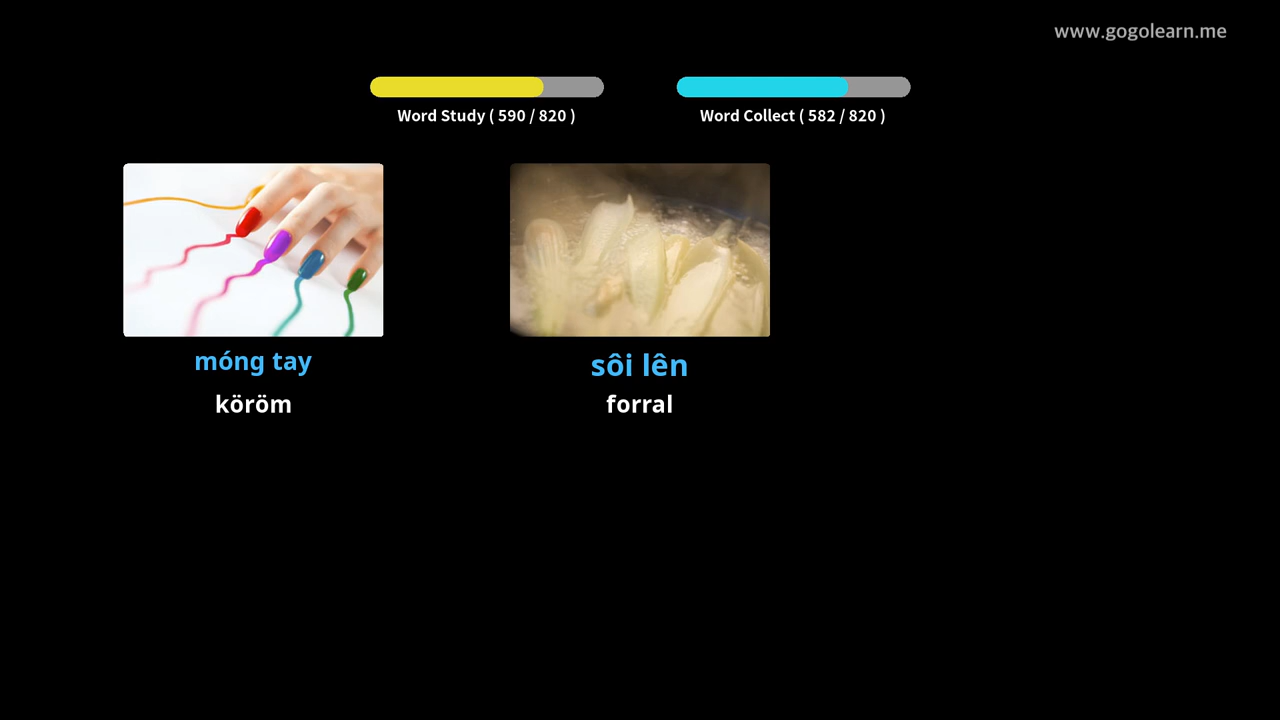 www.gogolearn.me
Word Study ( 590 / 820 )
Word Collect ( 582 / 820 )
móng tay
köröm
sôi lên
forral